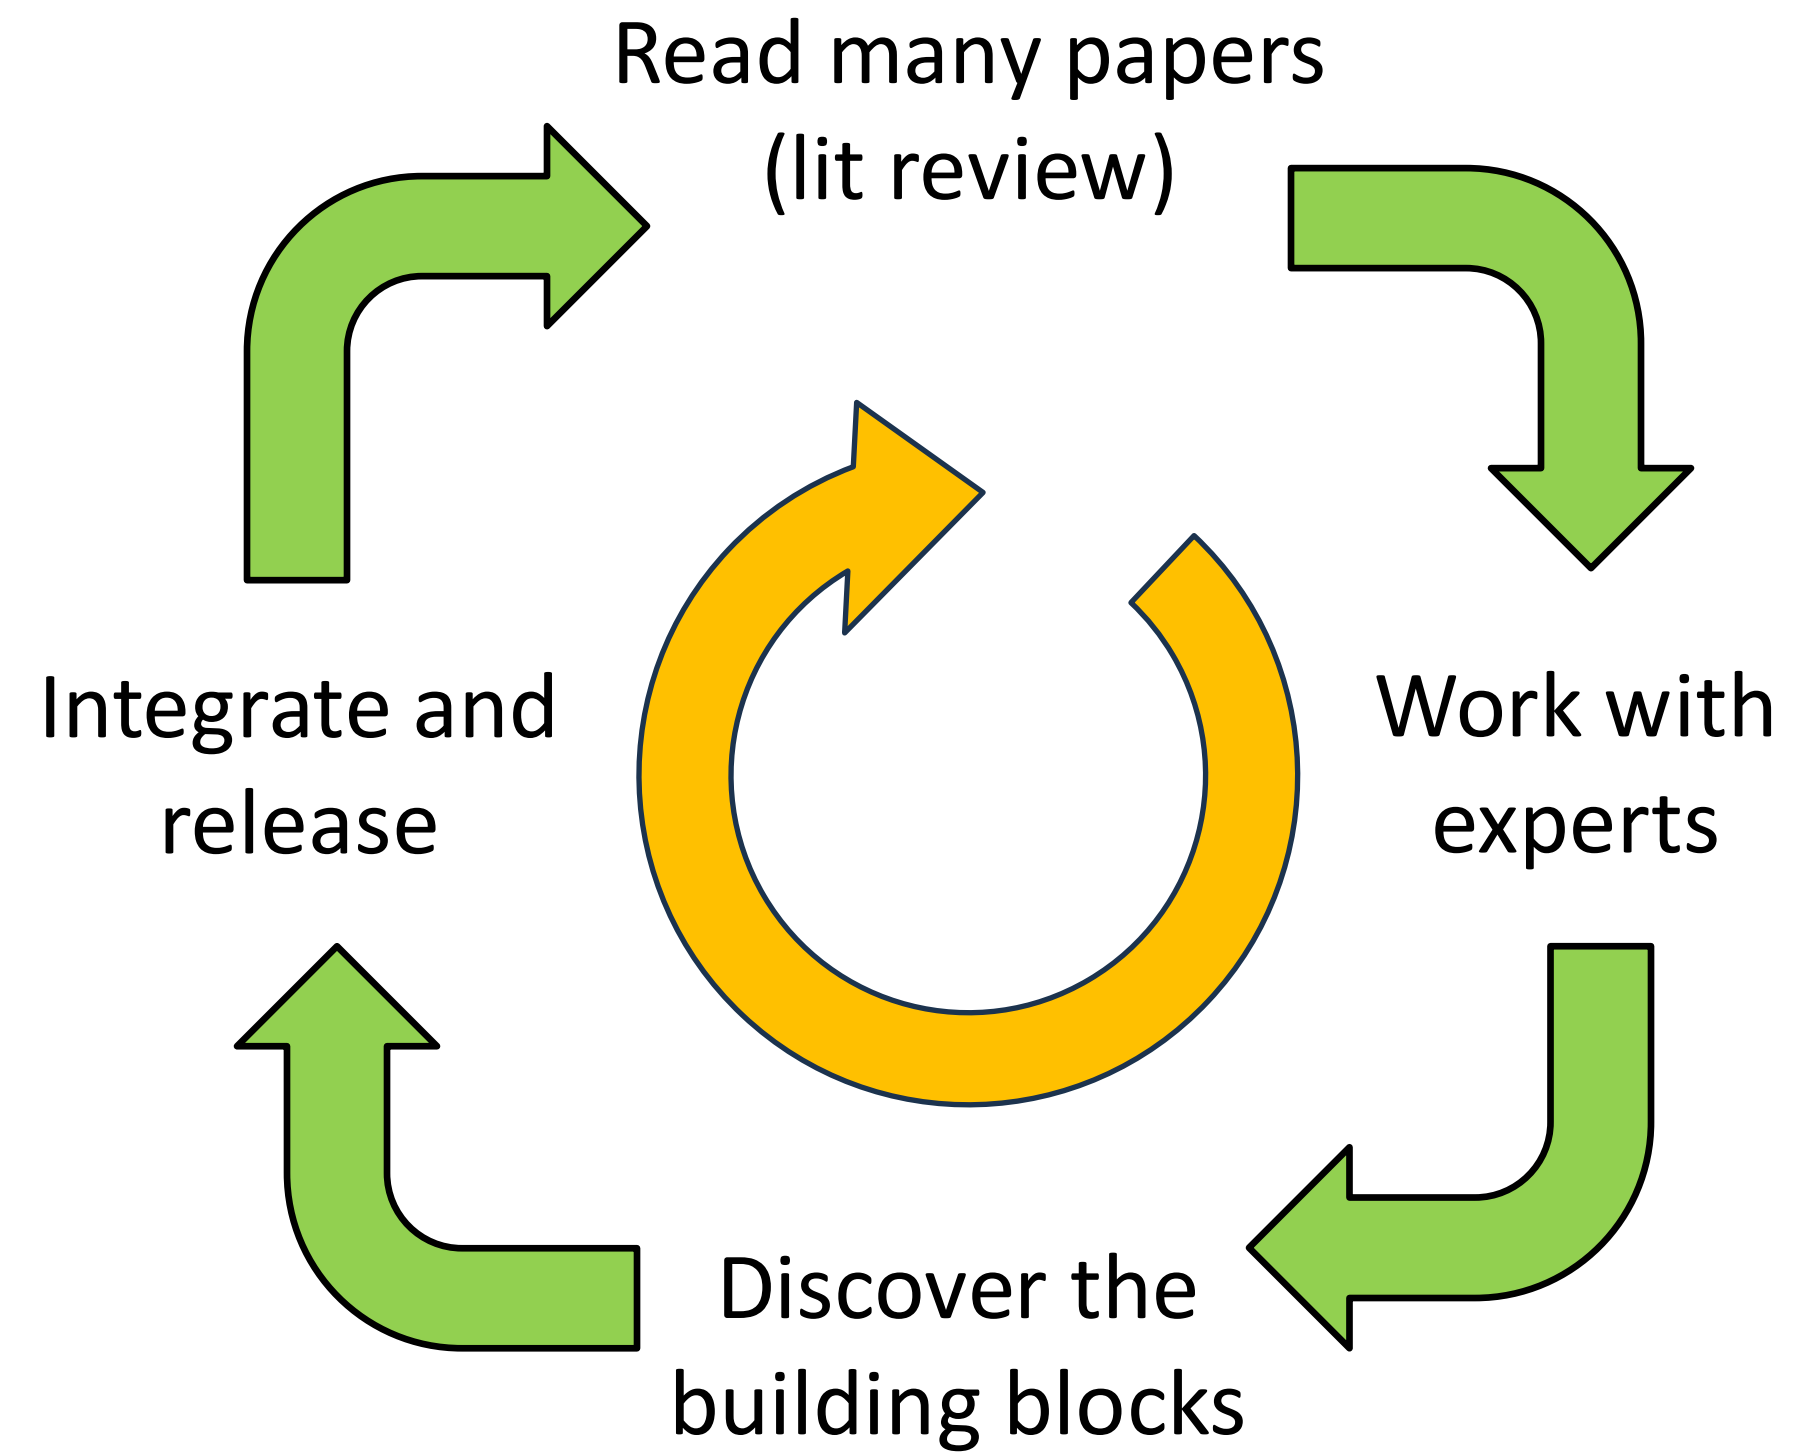 Read many papers
(lit review)
Integrate and
release
Work with
experts
Discover the
building blocks